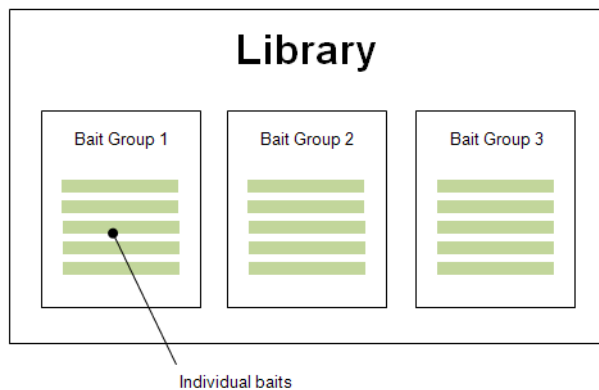 Library
Bait Group 1
Bait Group 2
Bait Group 3
Individual baits